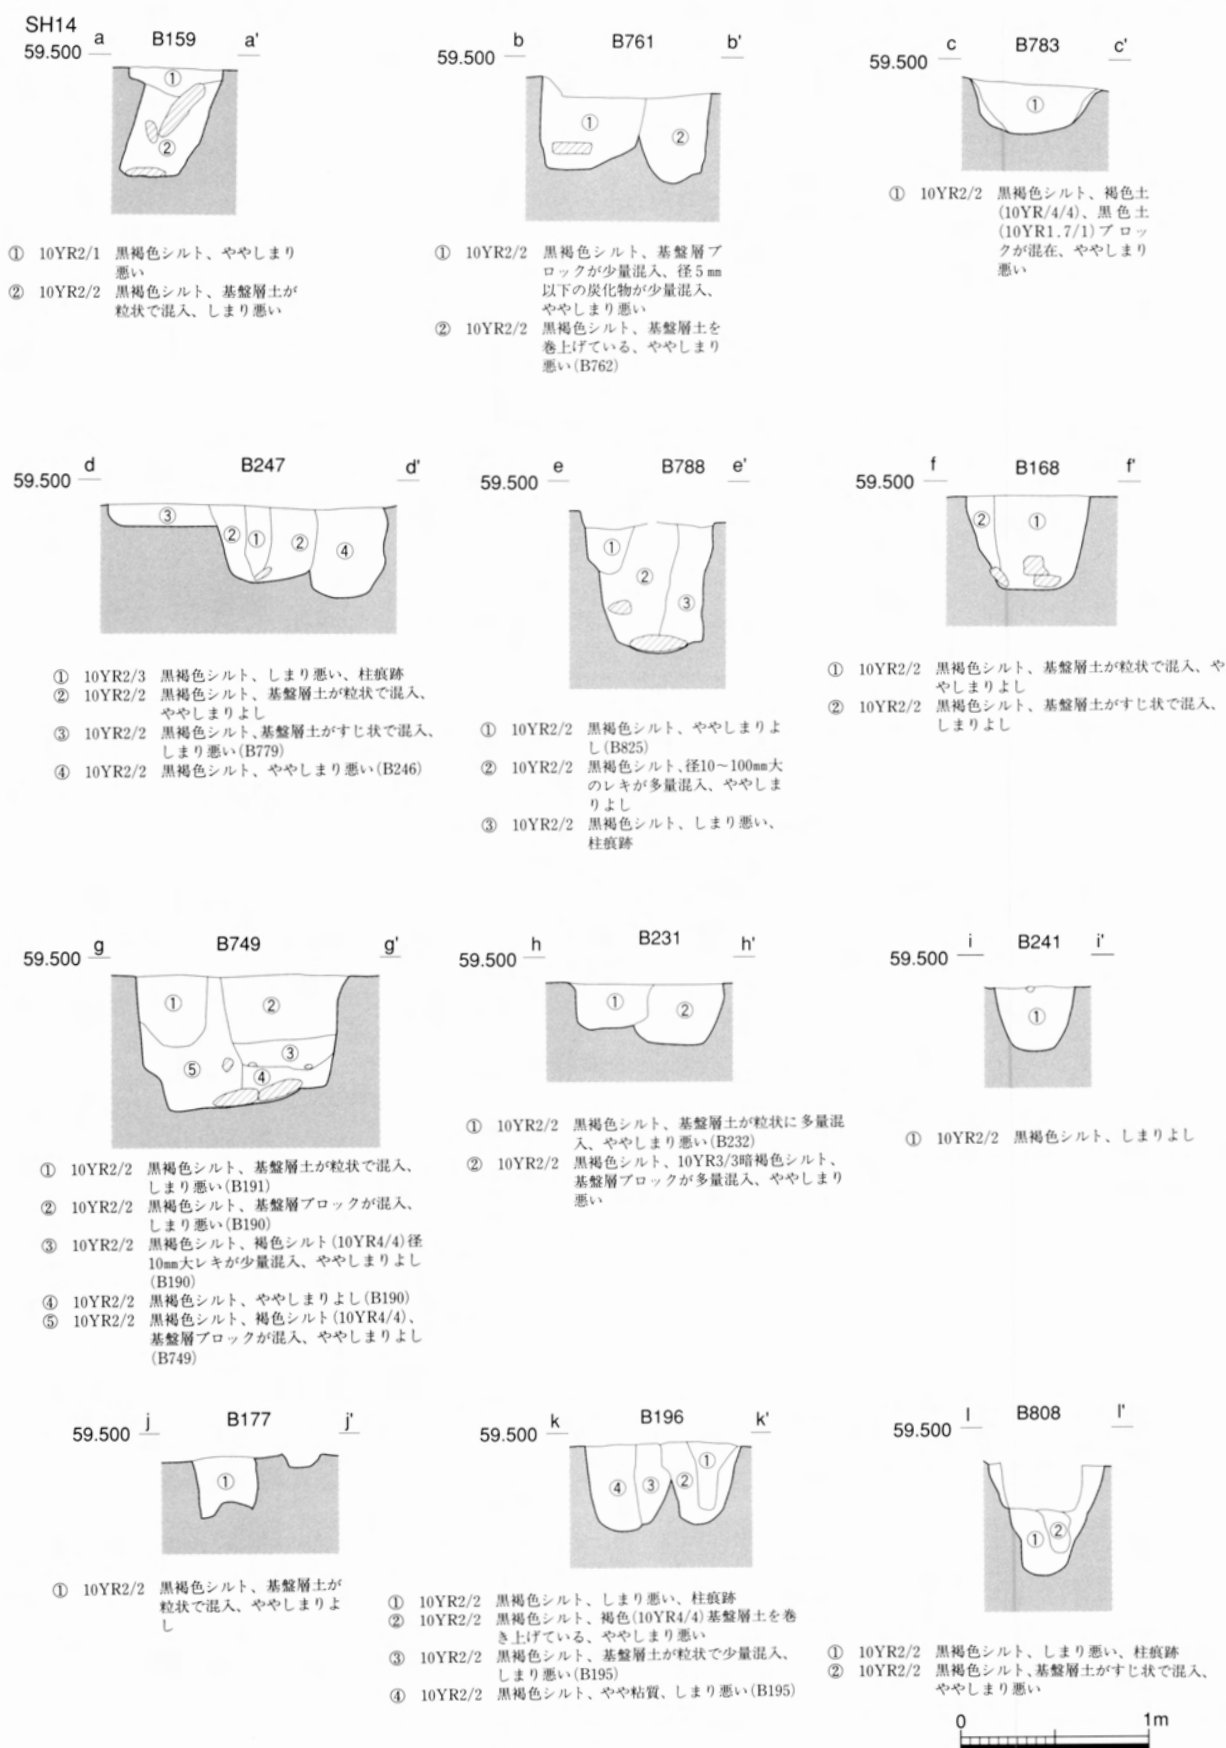 SH14
59.500 a B159 a'
①
②
① 10YR2/1 黒褐色シルト、ややしまり
悪い
② 10YR2/2 黒褐色シルト、基盤層土が
粒状で混入、しまり悪い
59.500 b B761 b'
① ②
① 10YR2/2 黒褐色シルト、基盤層ブ
ロックが少量混入、径5㎜
以下の炭化物が少量混入、
ややしまり悪い
② 10YR2/2 黒褐色シルト、基盤層土を
巻上げている、ややしまり
悪い(B762)
59.500 c B783 c'
①
① 10YR2/2 黒褐色シルト、褐色土
(10YR/4/4)、黒色土
(10YR1.7/1)ブロッ
クが混在、ややしまり
悪い
59.500 d B247 d'
③ ② ① ② ④
① 10YR2/3 黒褐色シルト、しまり悪い、柱痕跡
② 10YR2/2 黒褐色シルト、基盤層土が粒状で混入、
ややしまりよし
③ 10YR2/2 黒褐色シルト、基盤層土がすじ状で混入、
しまり悪い(B779)
④ 10YR2/2 黒褐色シルト、ややしまり悪い(B246)
59.500 e B788 e'
①
②
③
① 10YR2/2 黒褐色シルト、ややしまりよ
し(B825)
② 10YR2/2 黒褐色シルト、径10～100㎜大
のレキが多量混入、ややしま
りよし
③ 10YR2/2 黒褐色シルト、しまり悪い、
柱痕跡
59.500 f B168 f'
② ①
① 10YR2/2 黒褐色シルト、基盤層土が粒状で混入、や
やしまりよし
② 10YR2/2 黒褐色シルト、基盤層土がすじ状で混入、
しまりよし
59.500 g B749 g'
① ②
③
⑤ ④
① 10YR2/2 黒褐色シルト、基盤層土が粒状で混入、
しまり悪い(B191)
② 10YR2/2 黒褐色シルト、基盤層ブロックが混入、
しまり悪い(B190)
③ 10YR2/2 黒褐色シルト、褐色シルト(10YR4/4)径
10㎜大レキが少量混入、ややしまりよし
(B190)
④ 10YR2/2 黒褐色シルト、ややしまりよし(B190)
⑤ 10YR2/2 黒褐色シルト、褐色シルト(10YR4/4)、
基盤層ブロックが混入、ややしまりよし
(B749)
59.500 h B231 h'
① ②
① 10YR2/2 黒褐色シルト、基盤層土が粒状に多量混
入、ややしまり悪い(B232)
② 10YR2/2 黒褐色シルト、10YR3/3暗褐色シルト、
基盤層ブロックが多量混入、ややしまり
悪い
59.500 i B241 i'
①
① 10YR2/2 黒褐色シルト、しまりよし
59.500 j B177 j'
①
① 10YR2/2 黒褐色シルト、基盤層土が
粒状で混入、ややしまりよ
し
59.500 k B196 k'
④ ③ ② ①
① 10YR2/2 黒褐色シルト、しまり悪い、柱痕跡
② 10YR2/2 黒褐色シルト、褐色(10YR4/4)基盤層土を巻
き上げている、ややしまり悪い
③ 10YR2/2 黒褐色シルト、基盤層土が粒状で少量混入、
しまり悪い(B195)
④ 10YR2/2 黒褐色シルト、やや粘質、しまり悪い(B195)
59.500 l B808 l'
① ②
① 10YR2/2 黒褐色シルト、しまり悪い、柱痕跡
② 10YR2/2 黒褐色シルト、基盤層土がすじ状で混入、
ややしまり悪い
0 1m